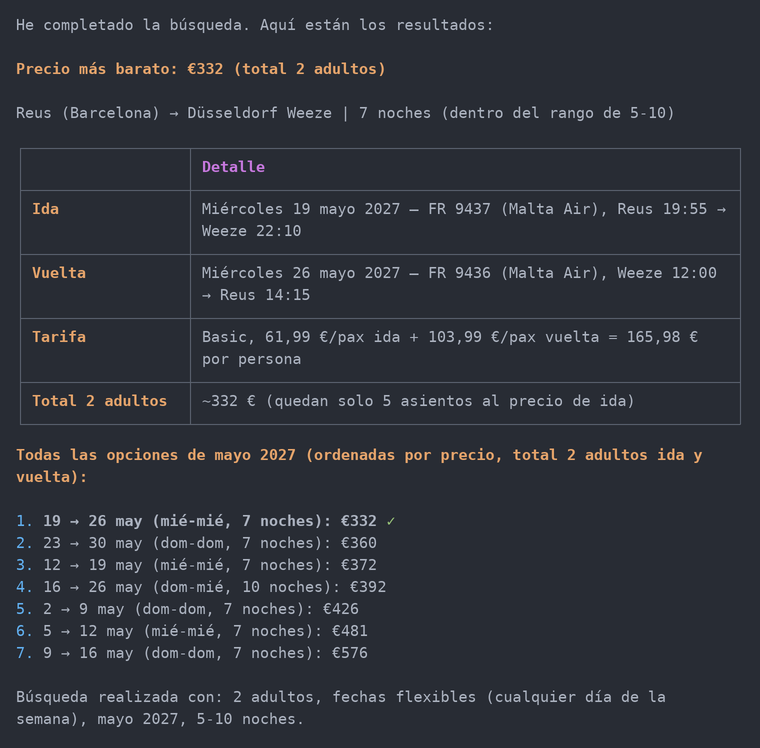 He completado la búsqueda. Aquí están los resultados:
Precio más barato: €332 (total 2 adultos)
Reus (Barcelona) → Düsseldorf Weeze | 7 noches (dentro del rango de 5-10)
Detalle
Ida
Miércoles 19 mayo 2027 — FR 9437 (Malta Air), Reus 19:55 →
Weeze 22:10
Vuelta
Miércoles 26 mayo 2027 — FR 9436 (Malta Air), Weeze 12:00
→ Reus 14:15
Tarifa
Basic, 61,99 €/pax ida + 103,99 €/pax vuelta = 165,98 €
por persona
Total 2 adultos
~332 € (quedan solo 5 asientos al precio de ida)
Todas las opciones de mayo 2027 (ordenadas por precio, total 2 adultos ida y
vuelta):
1. 19 → 26 may (mié-mié, 7 noches): €332 ✓
2. 23 → 30 may (dom-dom, 7 noches): €360
3. 12 → 19 may (mié-mié, 7 noches): €372
4. 16 → 26 may (dom-mié, 10 noches): €392
5. 2 → 9 may (dom-dom, 7 noches): €426
6. 5 → 12 may (mié-mié, 7 noches): €481
7. 9 → 16 may (dom-dom, 7 noches): €576
Búsqueda realizada con: 2 adultos, fechas flexibles (cualquier día de la
semana), mayo 2027, 5-10 noches.